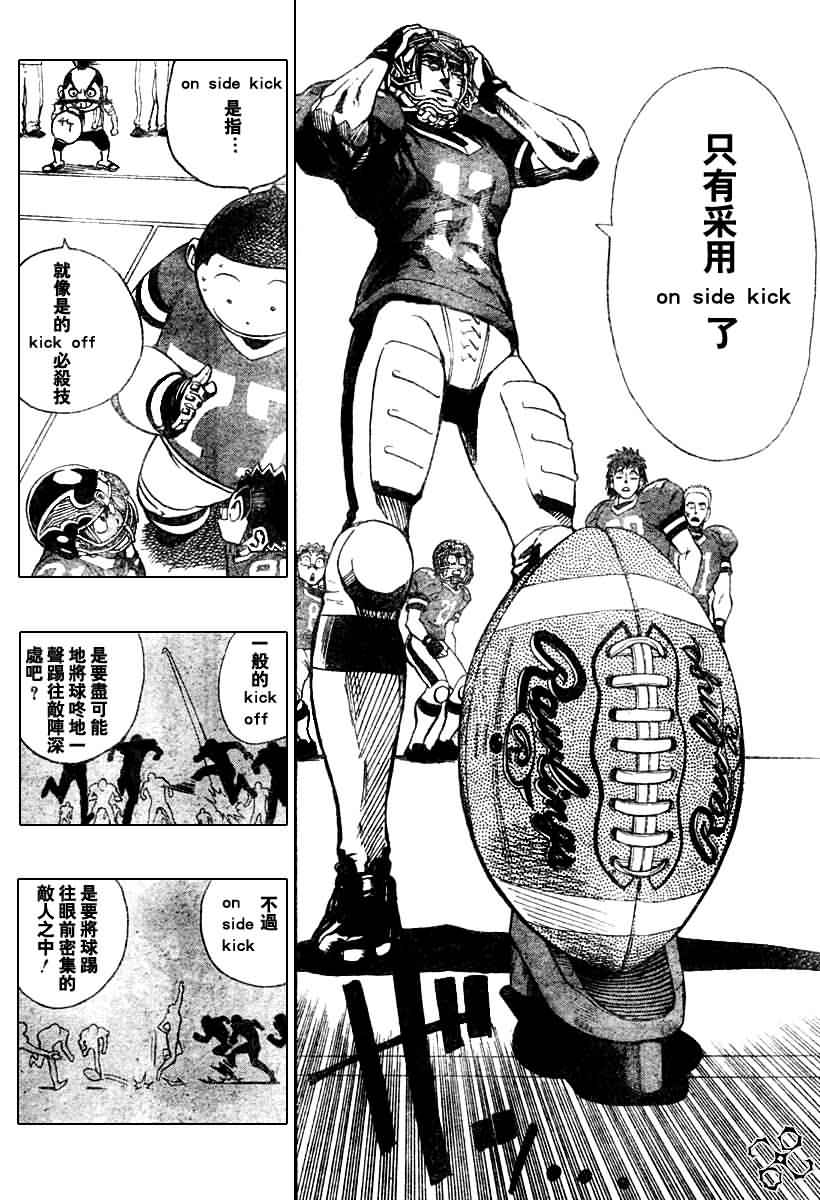 只有采用
on side kick
了
on side kick
是指…
就像是的
kick off
必殺技
一般的
kick
off
是要盡可能
地將球咚地一
聲踢往敵陣深
處吧？
不過
on
side
kick
是要將球踢
往眼前密集的
敵人之中！
Rawlings
R
Rawlings
17
ザッ…